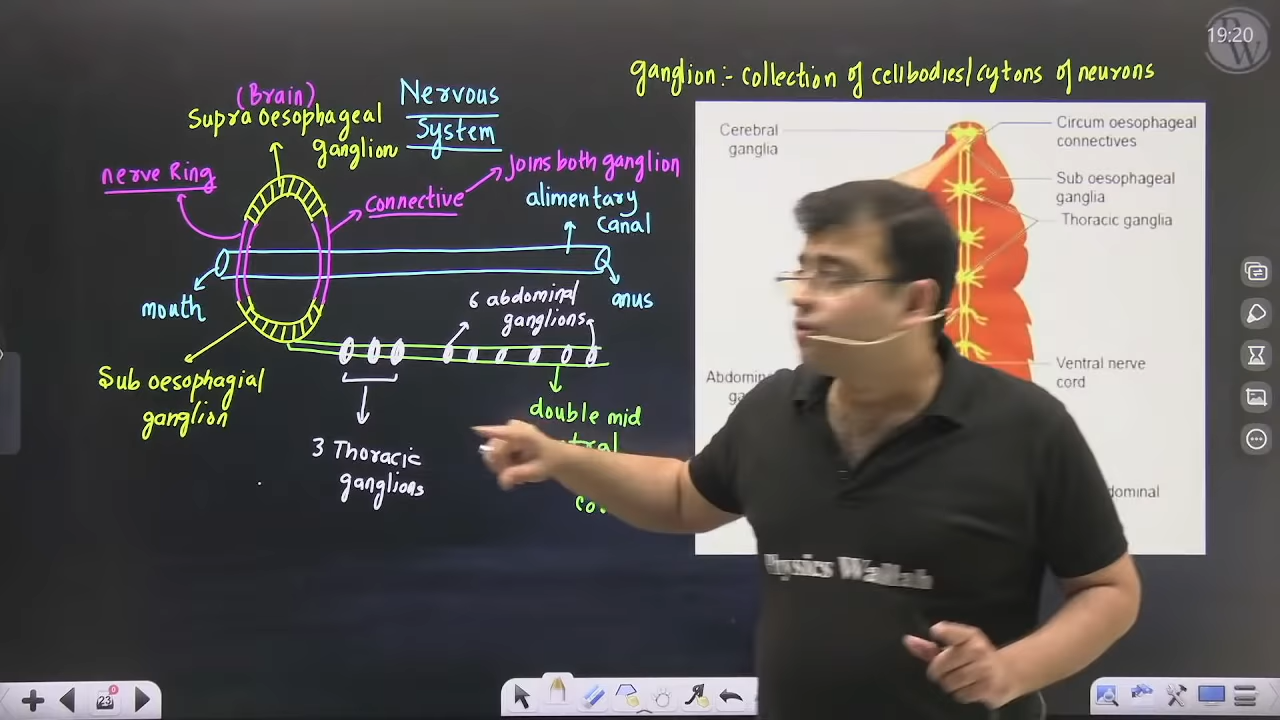 19:20
PW
ganglion:- collection of cellbodies/cytons of neurons
(Brain)
Supra oesophageal
ganglion
Nervous
System
nerve Ring
Connective
Joins both ganglion
alimentary
Canal
mouth
anus
6 abdominal
ganglions
Sub oesophagial
ganglion
3 Thoracic
ganglions
double mid
Cerebral
ganglia
Circum oesophageal
connectives
Sub oesophageal
ganglia
Thoracic ganglia
Ventral nerve
cord
Physics Wallah
23